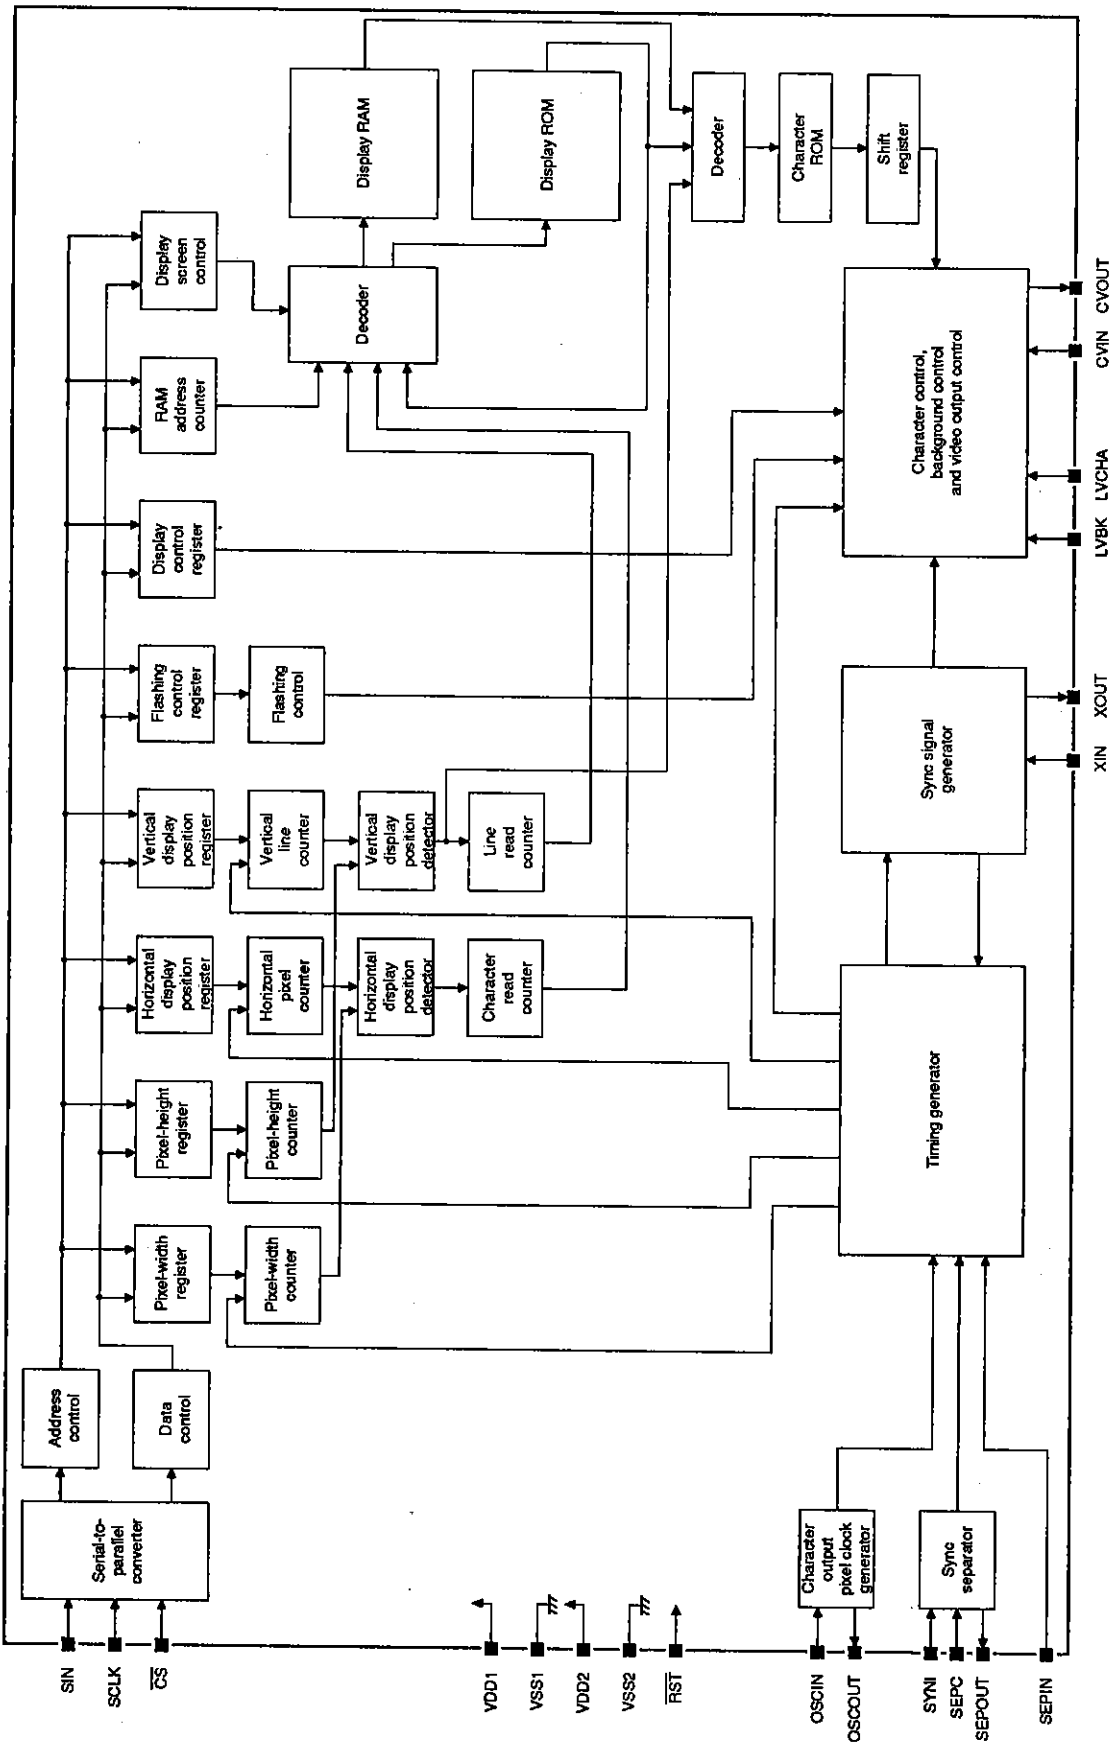 SIN
SCLK
CS
VDD1
VSS1
VDD2
VSS2
RST
OSCIN
OSCOUT
SYNI
SEPC
SEPOUT
SEPIN
Serial-to-
parallel
converter
Address
control
Data
control
Pixel-width
register
Pixel-width
counter
Pixel-height
register
Pixel-height
counter
Horizontal
display
position
register
Horizontal
pixel
counter
Horizontal
display
position
detector
Character
read
counter
Vertical
display
position
register
Vertical
line
counter
Vertical
display
position
detector
Line
read
counter
Flashing
control
register
Flashing
control
Display
control
register
RAM
address
counter
Display
screen
control
Decoder
Display RAM
Display ROM
Decoder
Character
ROM
Shift
register
Character
output
pixel clock
generator
Sync
separator
Timing generator
Sync signal
generator
Character control,
background control
and video output control
XIN
XOUT
LVBK
LVCHA
CVIN
CVOUT